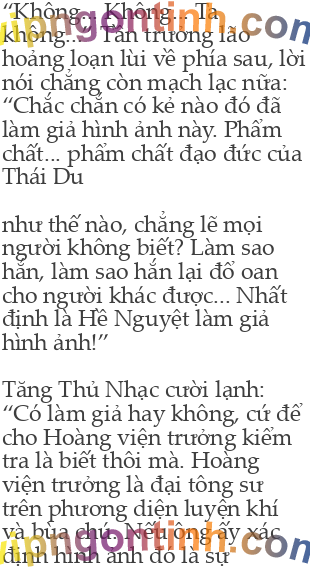 “Không... Không... Ta
không...” Tần trưởng lão
hoảng loạn lùi về phía sau, lời
nói chẳng còn mạch lạc nữa:
“Chắc chắn có kẻ nào đó đã
làm giả hình ảnh này. Phẩm
chất... phẩm chất đạo đức của
Thái Du
như thế nào, chẳng lẽ mọi
người không biết? Làm sao
hắn, làm sao hắn lại đổ oan
cho người khác được... Nhất
định là Hề Nguyệt làm giả
hình ảnh!”
Tăng Thủ Nhạc cười lạnh:
“Có làm giả hay không, cứ để
cho Hoàng viện trưởng kiểm
tra là biết thôi mà. Hoàng
viện trưởng là đại tông sư
trên phương diện luyện khí
và bùa chú. Nếu ông ấy xác
định hình ảnh đó là sự
vipngontinh.com
vipngontinh.com